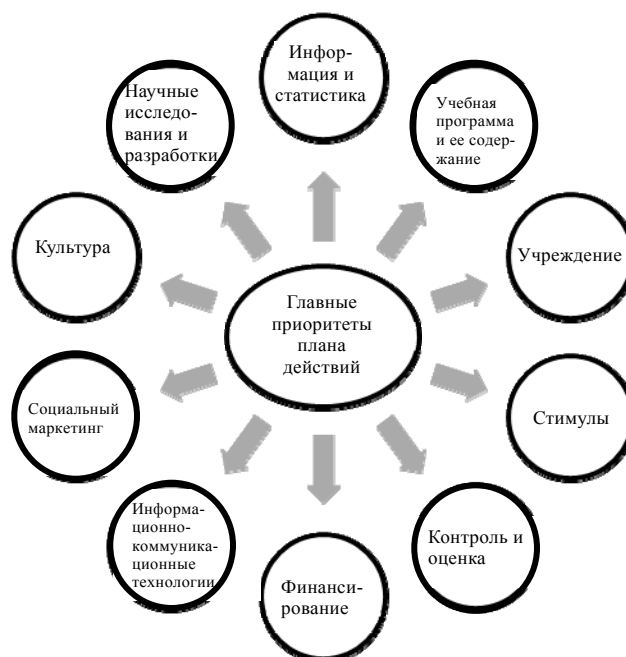 Инфор-
мация и
статистика
Учебная
программа
и ее содер-
жание
Учреждение
Стимулы
Контроль и
оценка
Финанси-
рование
Информа-
ционно-
коммуника-
ционные
технологии
Социальный
маркетинг
Культура
Научные
исследо-
вания и
разработки
Главные
приоритеты
плана
действий